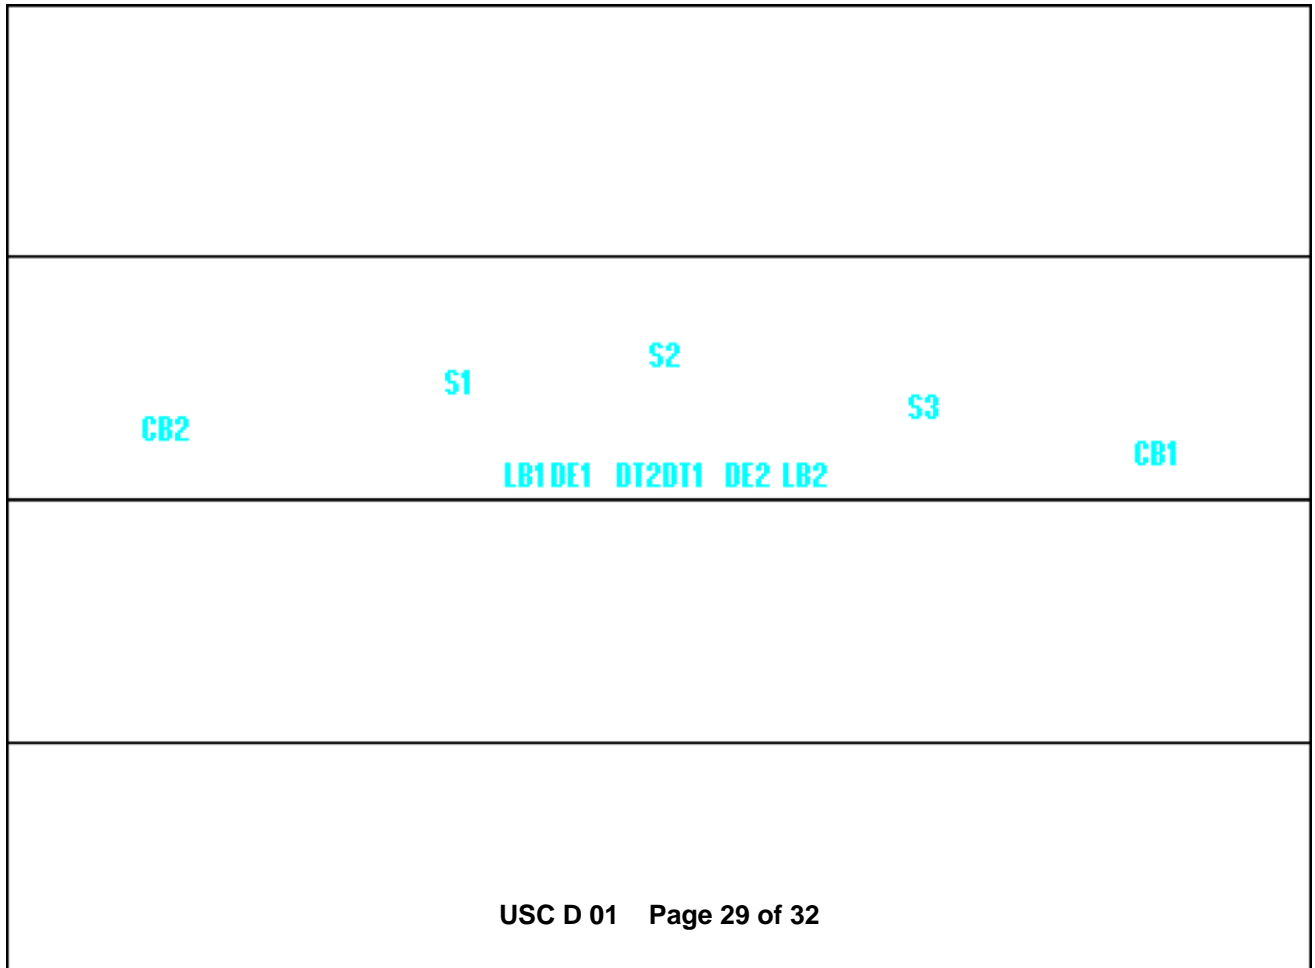 S2
S1
S3
CB2
CB1
LB1 DE1 DT2 DT1 DE2 LB2
USC D 01 Page 29 of 32